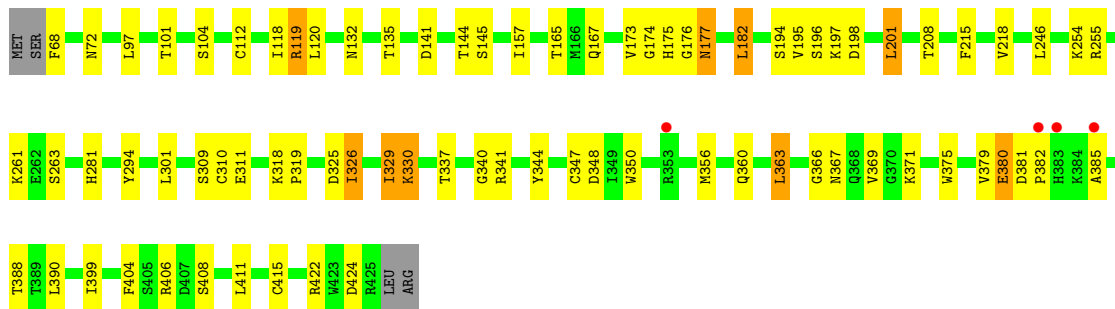 MET SER F68 N72 L97 T101 S104 C112 I118 R119 L120 N132 T135 D141 T144 S145 I157 T165 M166 Q167 V173 G174 H175 G176 N177 L182 S194 V195 S196 K197 D198 L201 T208 F215 V218 L246 K254 R255
K261 E262 S263 H281 Y294 L301 S309 C310 E311 K318 P319 D325 I326 I329 K330 T337 G340 R341 Y344 C347 D348 I349 W350 R353 M356 Q360 L363 G366 N367 Q368 V369 G370 K371 W375 V379 E380 D381 P382 H383 K384 A385
T388 T389 L390 I399 F404 S405 R406 D407 S408 L411 C415 R422 W423 D424 R425 LEU ARG